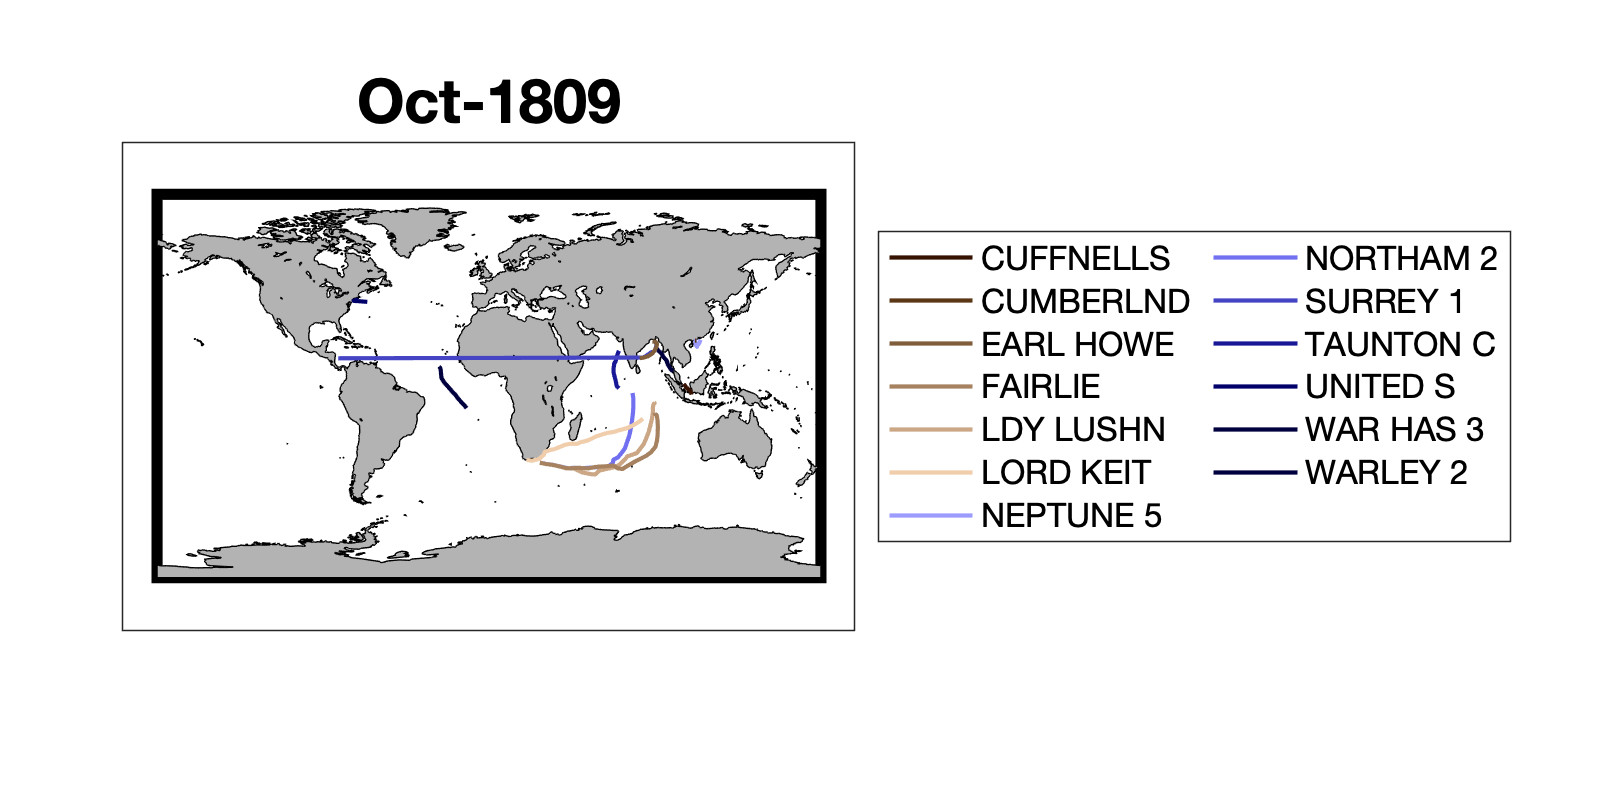 Oct-1809
CUFFNELLS
CUMBERLND
EARL HOWE
FAIRLIE
LDY LUSHN
LORD KEIT
NEPTUNE 5
NORTHAM 2
SURREY 1
TAUNTON C
UNITED S
WAR HAS 3
WARLEY 2